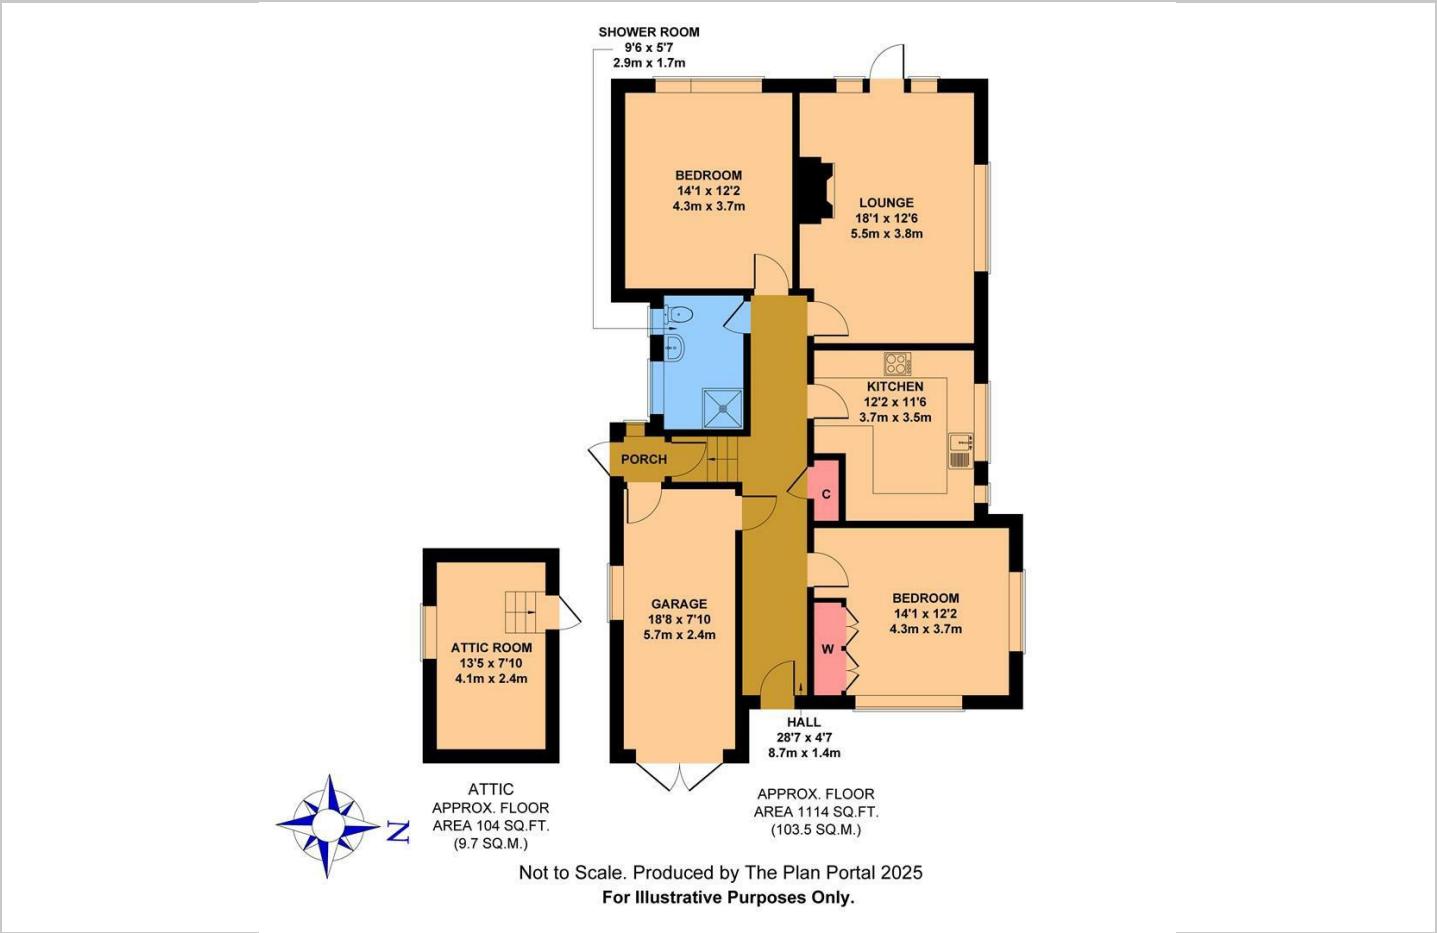 SHOWER ROOM
9'6 x 5'7
2.9m x 1.7m
BEDROOM
14'1 x 12'2
4.3m x 3.7m
LOUNGE
18'1 x 12'6
5.5m x 3.8m
KITCHEN
12'2 x 11'6
3.7m x 3.5m
PORCH
C
GARAGE
18'8 x 7'10
5.7m x 2.4m
BEDROOM
14'1 x 12'2
4.3m x 3.7m
W
ATTIC ROOM
13'5 x 7'10
4.1m x 2.4m
HALL
28'7 x 4'7
8.7m x 1.4m
ATTIC
APPROX. FLOOR
AREA 104 SQ.FT.
(9.7 SQ.M.)
APPROX. FLOOR
AREA 1114 SQ.FT.
(103.5 SQ.M.)
N
Not to Scale. Produced by The Plan Portal 2025
For Illustrative Purposes Only.